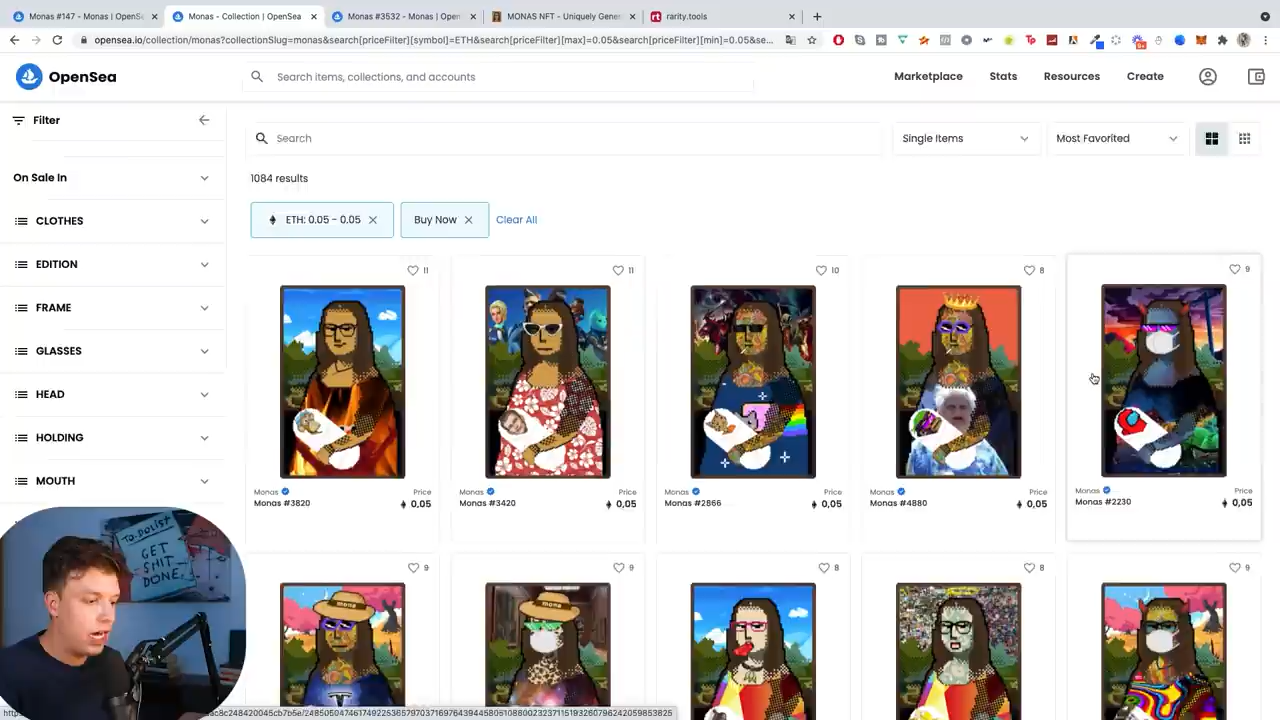 Monas #147 - Monas | OpenSe
Monas - Collection | OpenSea
Monas #3532 - Monas | Open
MONAS NFT - Uniquely Gene
rarity.tools
opensea.io/collection/monas?collectionSlug=monas&search[priceFilter][symbol]=ETH&search[priceFilter][max]=0.05&search[priceFilter][min]=0.05&se...
OpenSea
Search items, collections, and accounts
Marketplace
Stats
Resources
Create
Filter
Search
Single Items
Most Favorited
On Sale In
1084 results
CLOTHES
ETH: 0.05 - 0.05
Buy Now
Clear All
EDITION
FRAME
GLASSES
HEAD
HOLDING
MOUTH
11
11
10
8
9
Monas
Price
Monas #3820
0,05
Monas
Price
Monas #3420
0,05
Monas
Price
Monas #2866
0,05
Monas
Price
Monas #4880
0,05
Monas
Price
Monas #2230
0,05
TO-DO LIST
GET
SHIT
DONE
9
9
8
8
9
mona
mona